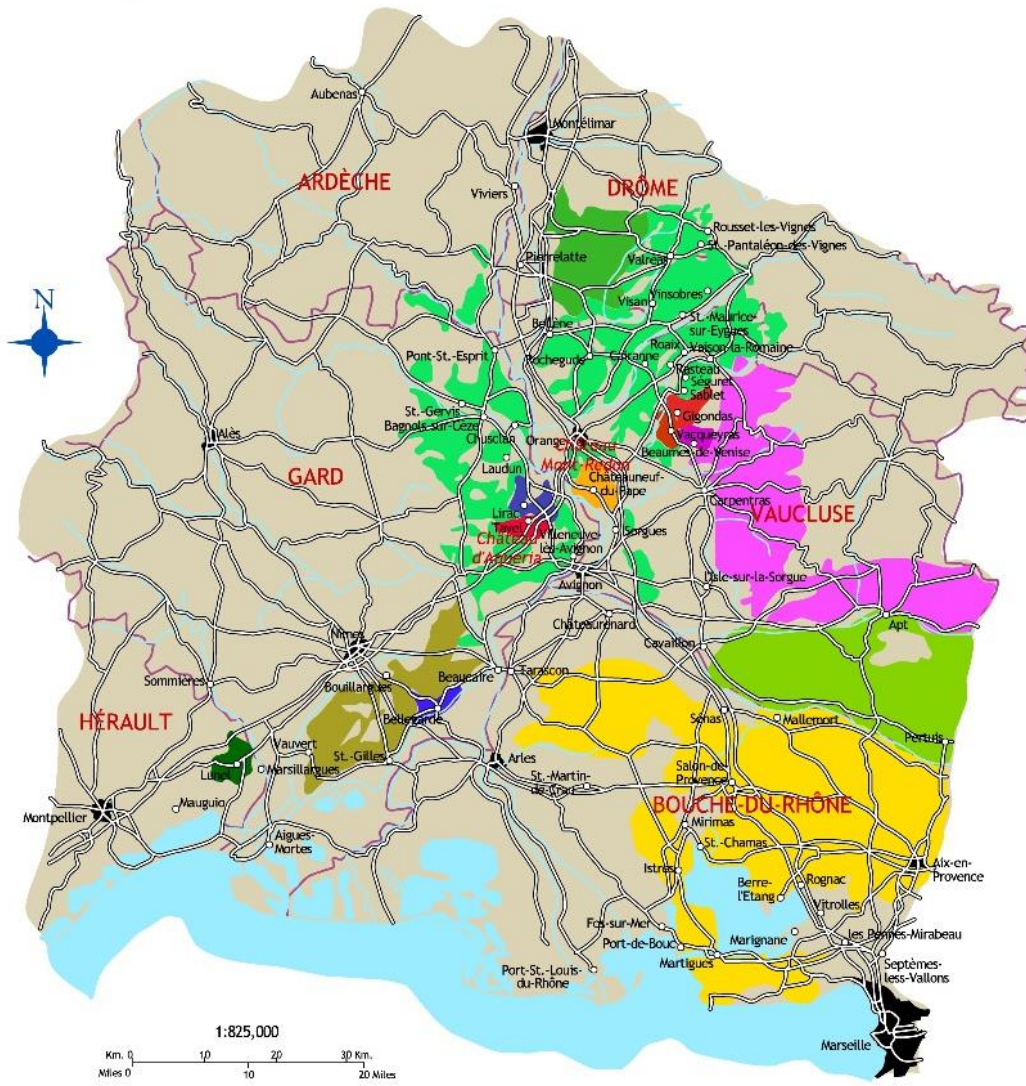 Aubenas
Montélimar
ARDÈCHE
DRÔME
Viviers
Rousset-les-Vignes
St.-Pantaléon-des-Vignes
Pierrelatte
Valréas
N
Visan
Vinsobres
St.-Maurice-
sur-Eygues
Bollène
Roaix
Vaison-la-Romaine
Pont-St.-Esprit
Rochegude
Cairanne
Rasteau
Séguret
Sablet
St.-Gervis
Bagnols-sur-Cèze
Gigondas
Chusclan
Orange
Vacqueyras
Alès
Château
Mont-Redon
Beaumes-de-Venise
Laudun
GARD
Châteauneuf-
du-Pape
Carpentras
Lirac
VAUCLUSE
Tavel
Sorgues
Château
d'Aquéria
Villeneuve-
lès-Avignon
Avignon
L'Isle-sur-la-Sorgue
Châteaurenard
Apt
Nimes
Cavaillon
Sommières
Beaucaire
Tarascon
Bouillargues
HÉRAULT
Bellegarde
Sénas
Mallemort
Vauvert
St.-Gilles
Pertuis
Lunel
Marsillargues
Arles
Salon-de-
Provence
St.-Martin-
de-Crau
Montpellier
Mauguio
BOUCHE-DU-RHÔNE
Mirimas
Aigues-
Mortes
St.-Chamas
Istres
Aix-en-
Provence
Berre-
l'Etang
Rognac
Vitrolles
Fos-sur-Mer
Port-de-Bouc
Marignane
les Pennes-Mirabeau
Martigues
Port-St.-Louis-
du-Rhône
Septèmes-
less-Vallons
1:825,000
Marseille
Km. 0 10 20 30 Km.
Miles 0 10 20 Miles